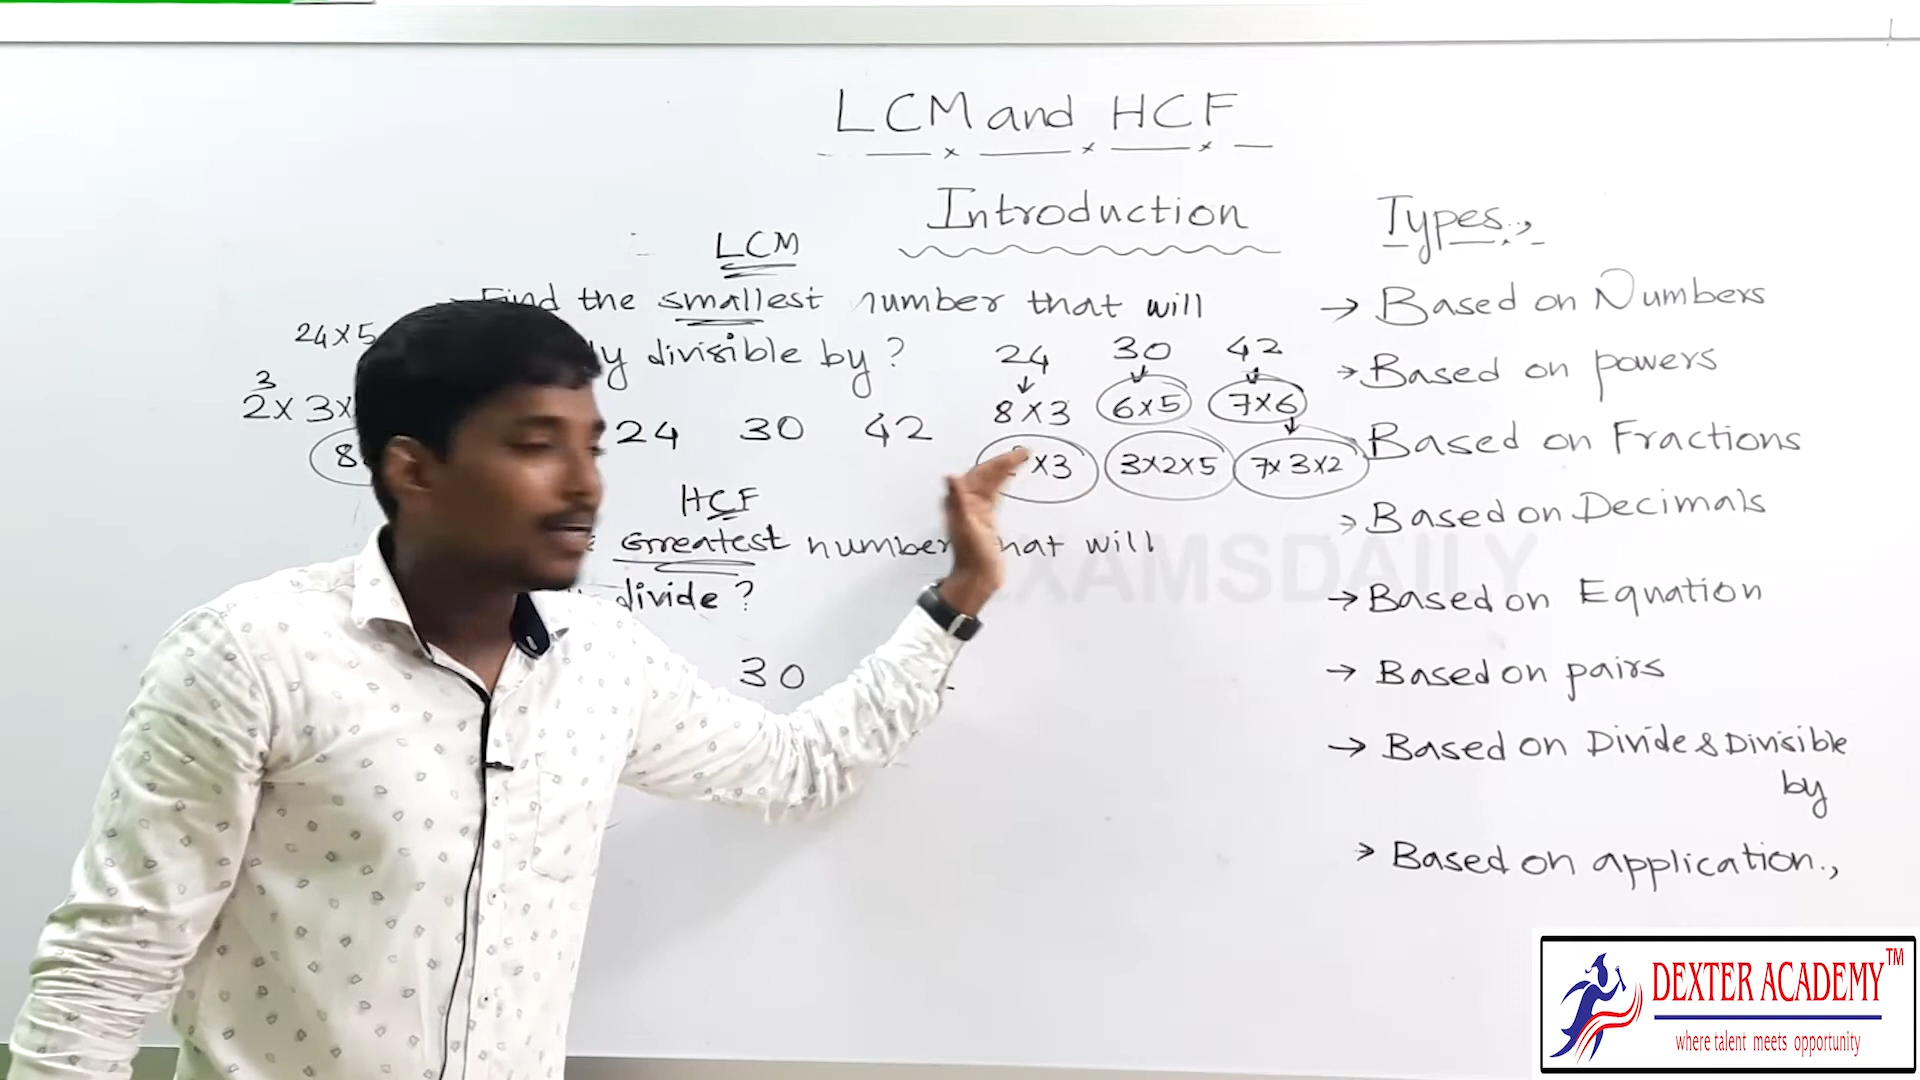 LCM and HCF
Introduction
LCM
Find the smallest number that will
divisible by?
24 30 42
HCF
Greatest number that will
divide ?
30
24 30 42
8×3 6×5 7×6
×3 3×2×5 7×3×2
24×5
3
2×3×
8
Types.,
→ Based on Numbers
→ Based on powers
Based on Fractions
→ Based on Decimals
→ Based on Equation
→ Based on pairs
→ Based on Divide & Divisible
by
→ Based on application.,
EXAMSDAILY
DEXTER ACADEMY™
where talent meets opportunity